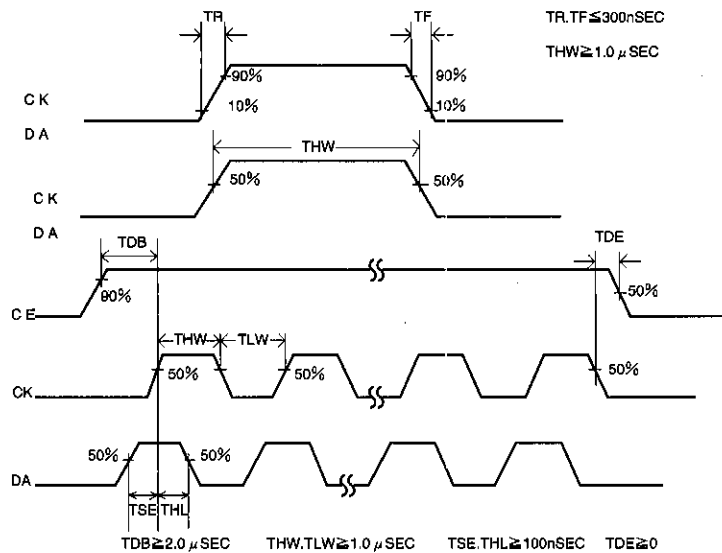 TR TF TR.TF≦300nSEC
THW≧1.0 μSEC
90% 90%
CK 10% 10%
DA
THW
50% 50%
CK
DA
TDB TDE
90% 50%
CE
THW TLW
CK 50% 50% 50%
50% 50%
DA
TSE THL
TDB≧2.0 μSEC THW.TLW≧1.0 μSEC TSE.THL≧100nSEC TDE≧0